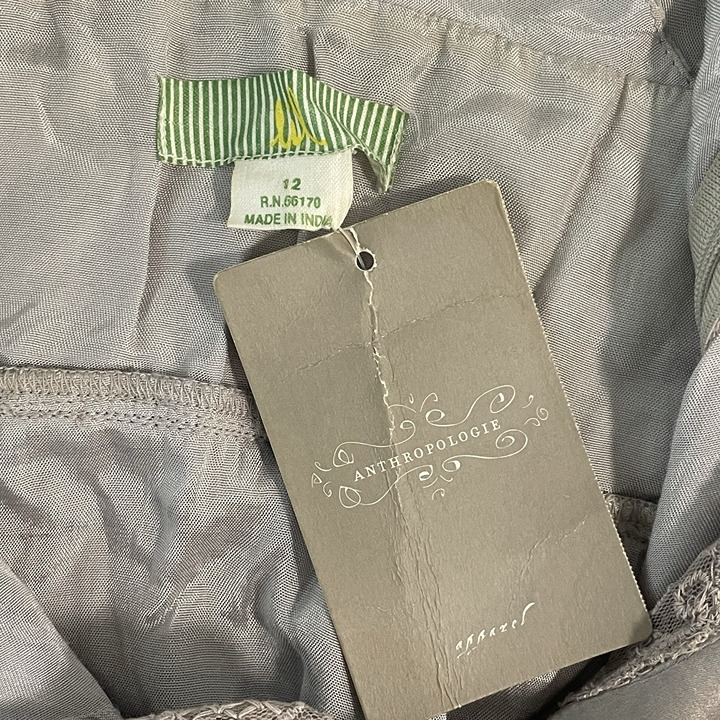 12
R.N.66170
MADE IN INDIA
ANTHROPOLOGIE
apparel